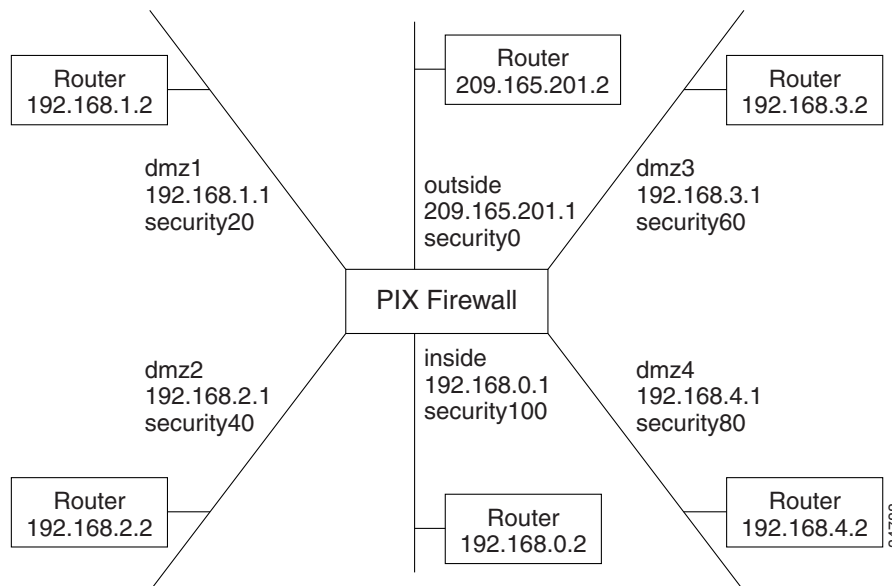 Router
192.168.1.2
Router
209.165.201.2
Router
192.168.3.2
dmz1
192.168.1.1
security20
outside
209.165.201.1
security0
dmz3
192.168.3.1
security60
PIX Firewall
dmz2
192.168.2.1
security40
inside
192.168.0.1
security100
dmz4
192.168.4.1
security80
Router
192.168.2.2
Router
192.168.0.2
Router
192.168.4.2